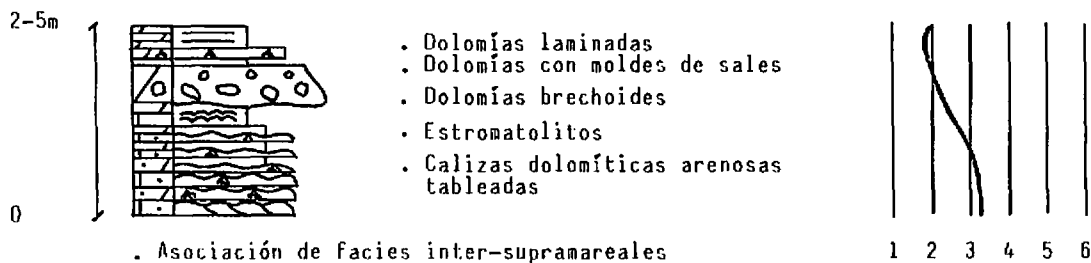 2-5m
. Dolomías laminadas
. Dolomías con moldes de sales
. Dolomías brechoides
. Estromatolitos
. Calizas dolomíticas arenosas
tableadas
0
. Asociación de facies inter-supramareales
1 2 3 4 5 6